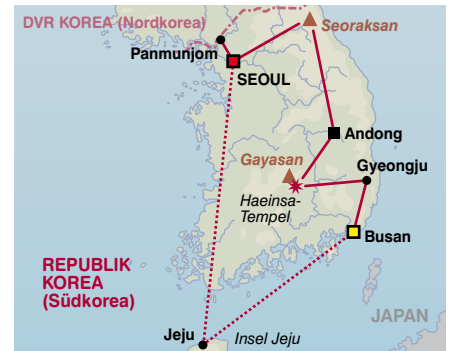 DVR KOREA (Nordkorea)
Seoraksan
Panmunjom
SEOUL
Andong
Gayasan
Gyeongju
Haeinsa-
Tempel
Busan
REPUBLIK
KOREA
(Südkorea)
JAPAN
Jeju
Insel Jeju